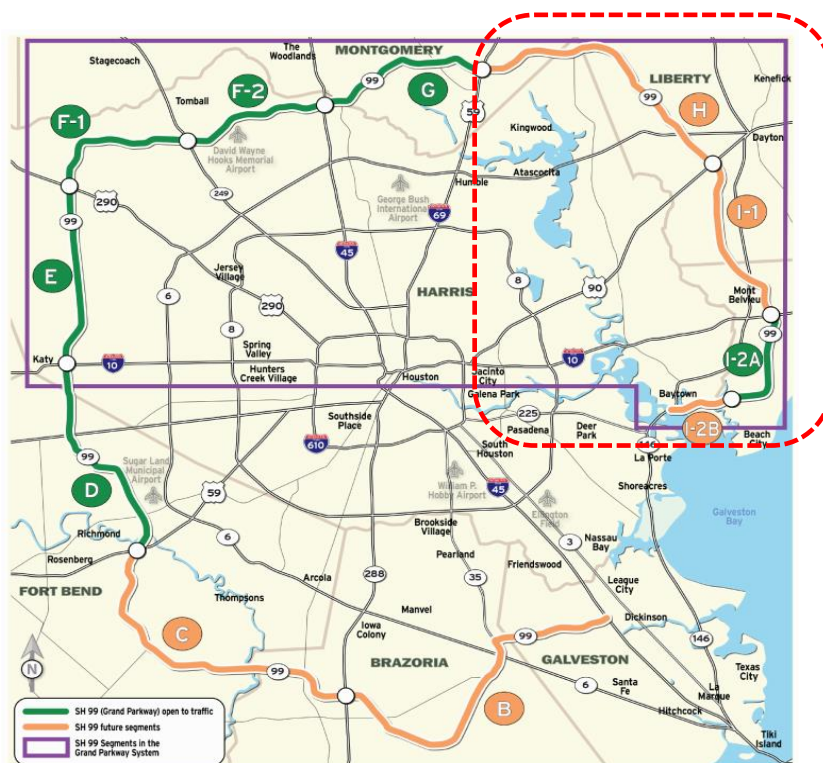 The
Woodlands
MONTGOMERY
Stagecoach
LIBERTY
Kenefick
99
G
99
F-2
59
H
Tomball
F-1
Kingwood
Dayton
David Wayne
Hooks Memorial
Airport
Atascocita
Humble
George Bush
International
Airport
249
290
69
I-1
99
45
E
Jersey
Village
8
90
Mont
Belvieu
6
HARRIS
290
99
8
Spring
Valley
I-2A
Katy
10
10
Hunters
Creek Village
Houston
Jacinto
City
Galena Park
Baytown
225
Southside
Place
Pasadena
Deer
Park
I-2B
Beach
City
610
146
South
Houston
La Porte
99
Sugar Land
Municipal
Airport
D
59
William P.
Hobby Airport
45
Ellington
Field
Shoreacres
Galveston
Bay
Richmond
Brookside
Village
6
3
Nassau
Bay
Rosenberg
Pearland
Friendswood
288
35
League
City
FORT BEND
Thompsons
Arcola
Manvel
Dickinson
C
Iowa
Colony
99
146
N
99
BRAZORIA
GALVESTON
Texas
City
6
Santa
Fe
La
Marque
B
Hitchcock
Tiki
Island
SH 99 (Grand Parkway) open to traffic
SH 99 future segments
SH 99 Segments in the
Grand Parkway System